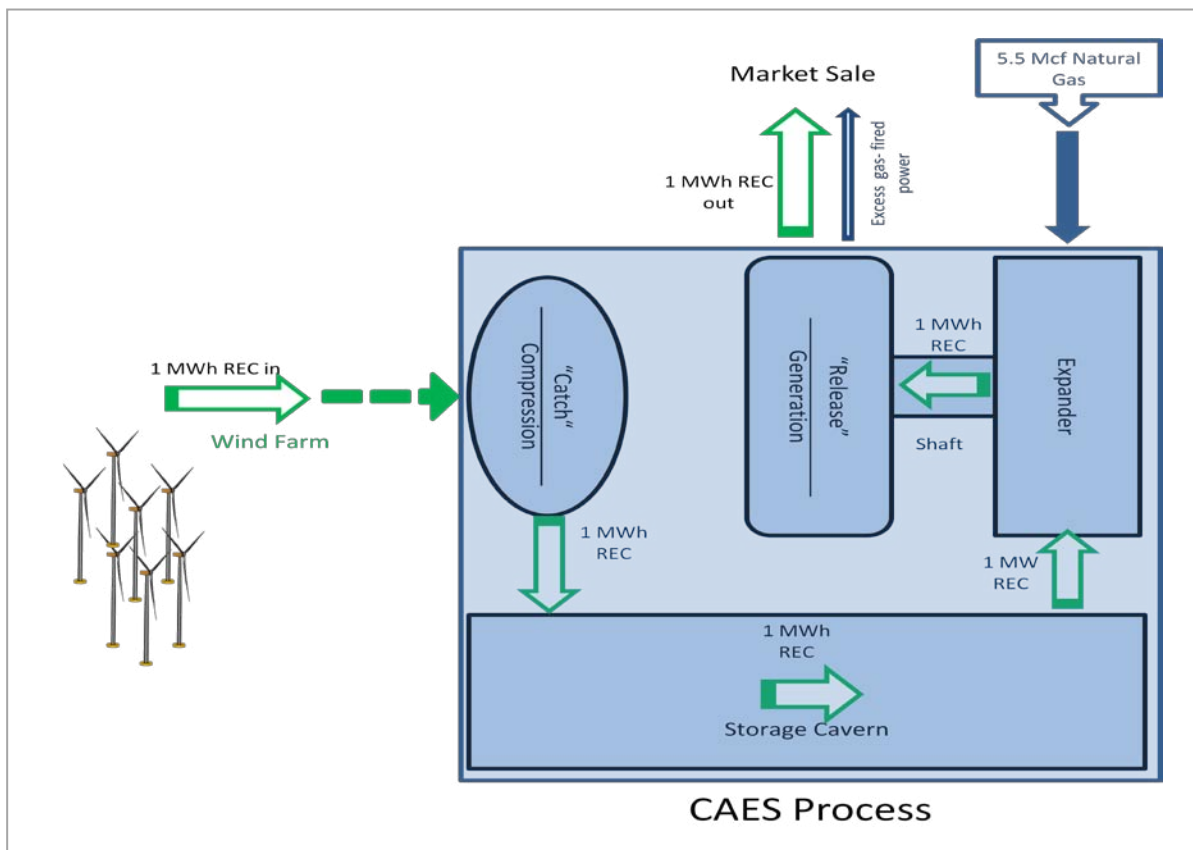 Market Sale
5.5 Mcf Natural
Gas
1 MWh REC
out
Excess gas- fired
power
1 MWh REC in
Wind Farm
“Catch“
Compression
“Release”
Generation
1 MWh
REC
Shaft
Expander
1 MWh
REC
1 MW
REC
1 MWh
REC
Storage Cavern
CAES Process